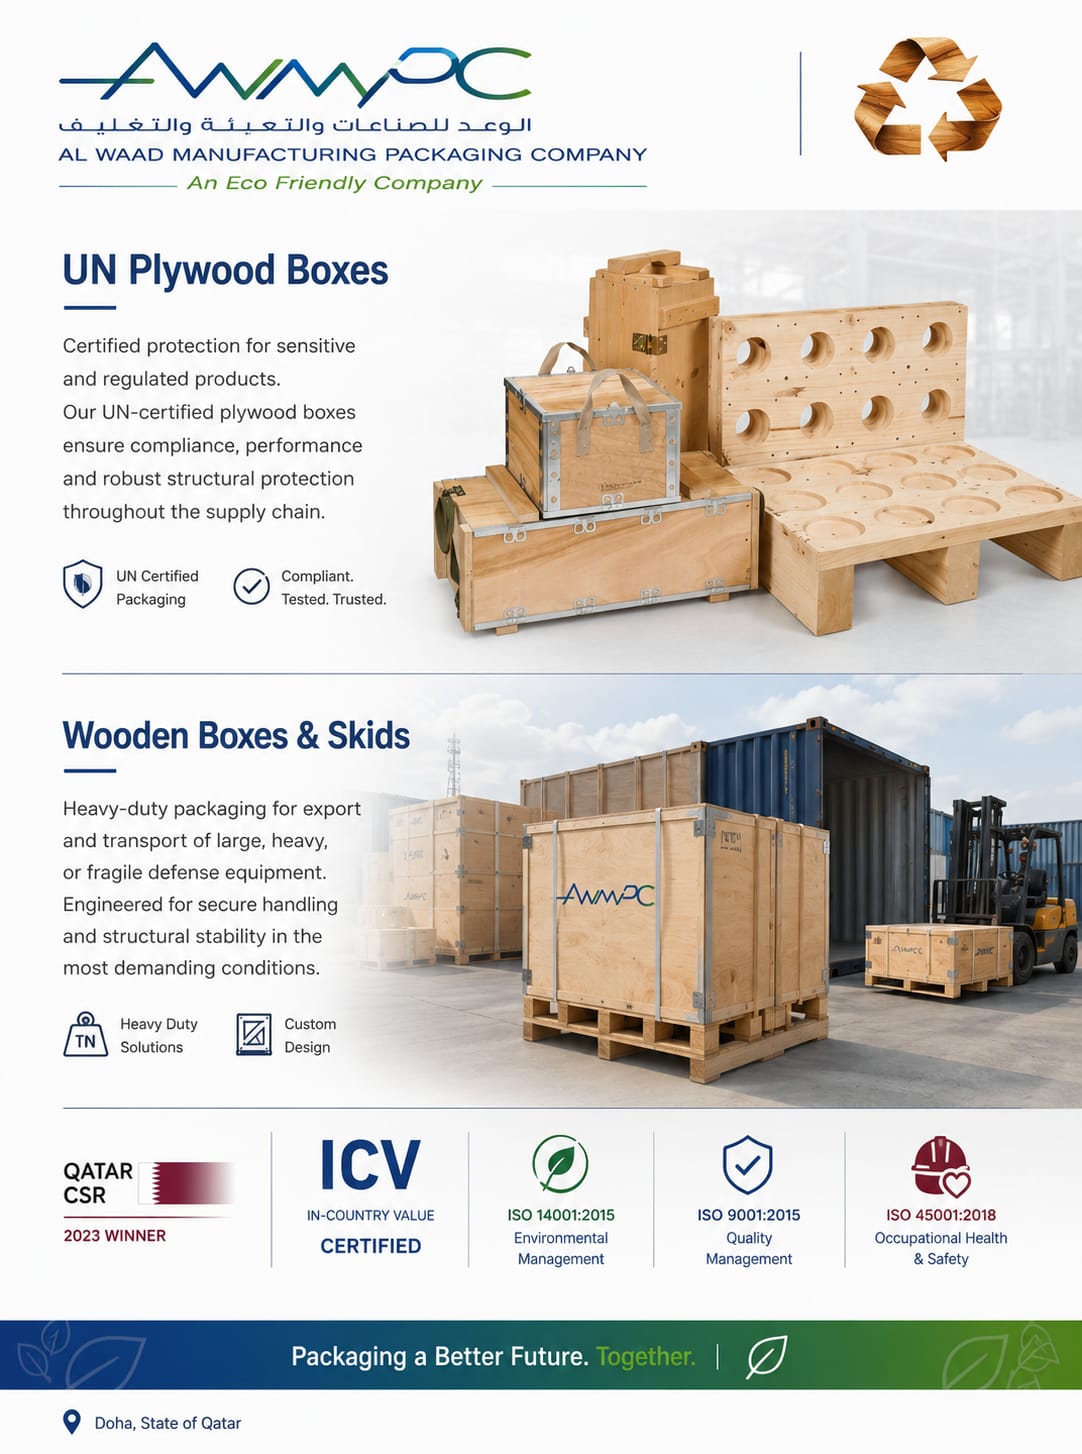 AWMPC
الوعد للصناعات والتعبئة والتغليف
AL WAAD MANUFACTURING PACKAGING COMPANY
An Eco Friendly Company
UN Plywood Boxes
Certified protection for sensitive
and regulated products.
Our UN-certified plywood boxes
ensure compliance, performance
and robust structural protection
throughout the supply chain.
UN Certified
Packaging
Compliant.
Tested. Trusted.
Wooden Boxes & Skids
Heavy-duty packaging for export
and transport of large, heavy,
or fragile defense equipment.
Engineered for secure handling
and structural stability in the
most demanding conditions.
TN
Heavy Duty
Solutions
Custom
Design
AWMPC
QATAR
CSR
2023 WINNER
ICV
IN-COUNTRY VALUE
CERTIFIED
ISO 14001:2015
Environmental
Management
ISO 9001:2015
Quality
Management
ISO 45001:2018
Occupational Health
& Safety
Packaging a Better Future. Together.
Doha, State of Qatar